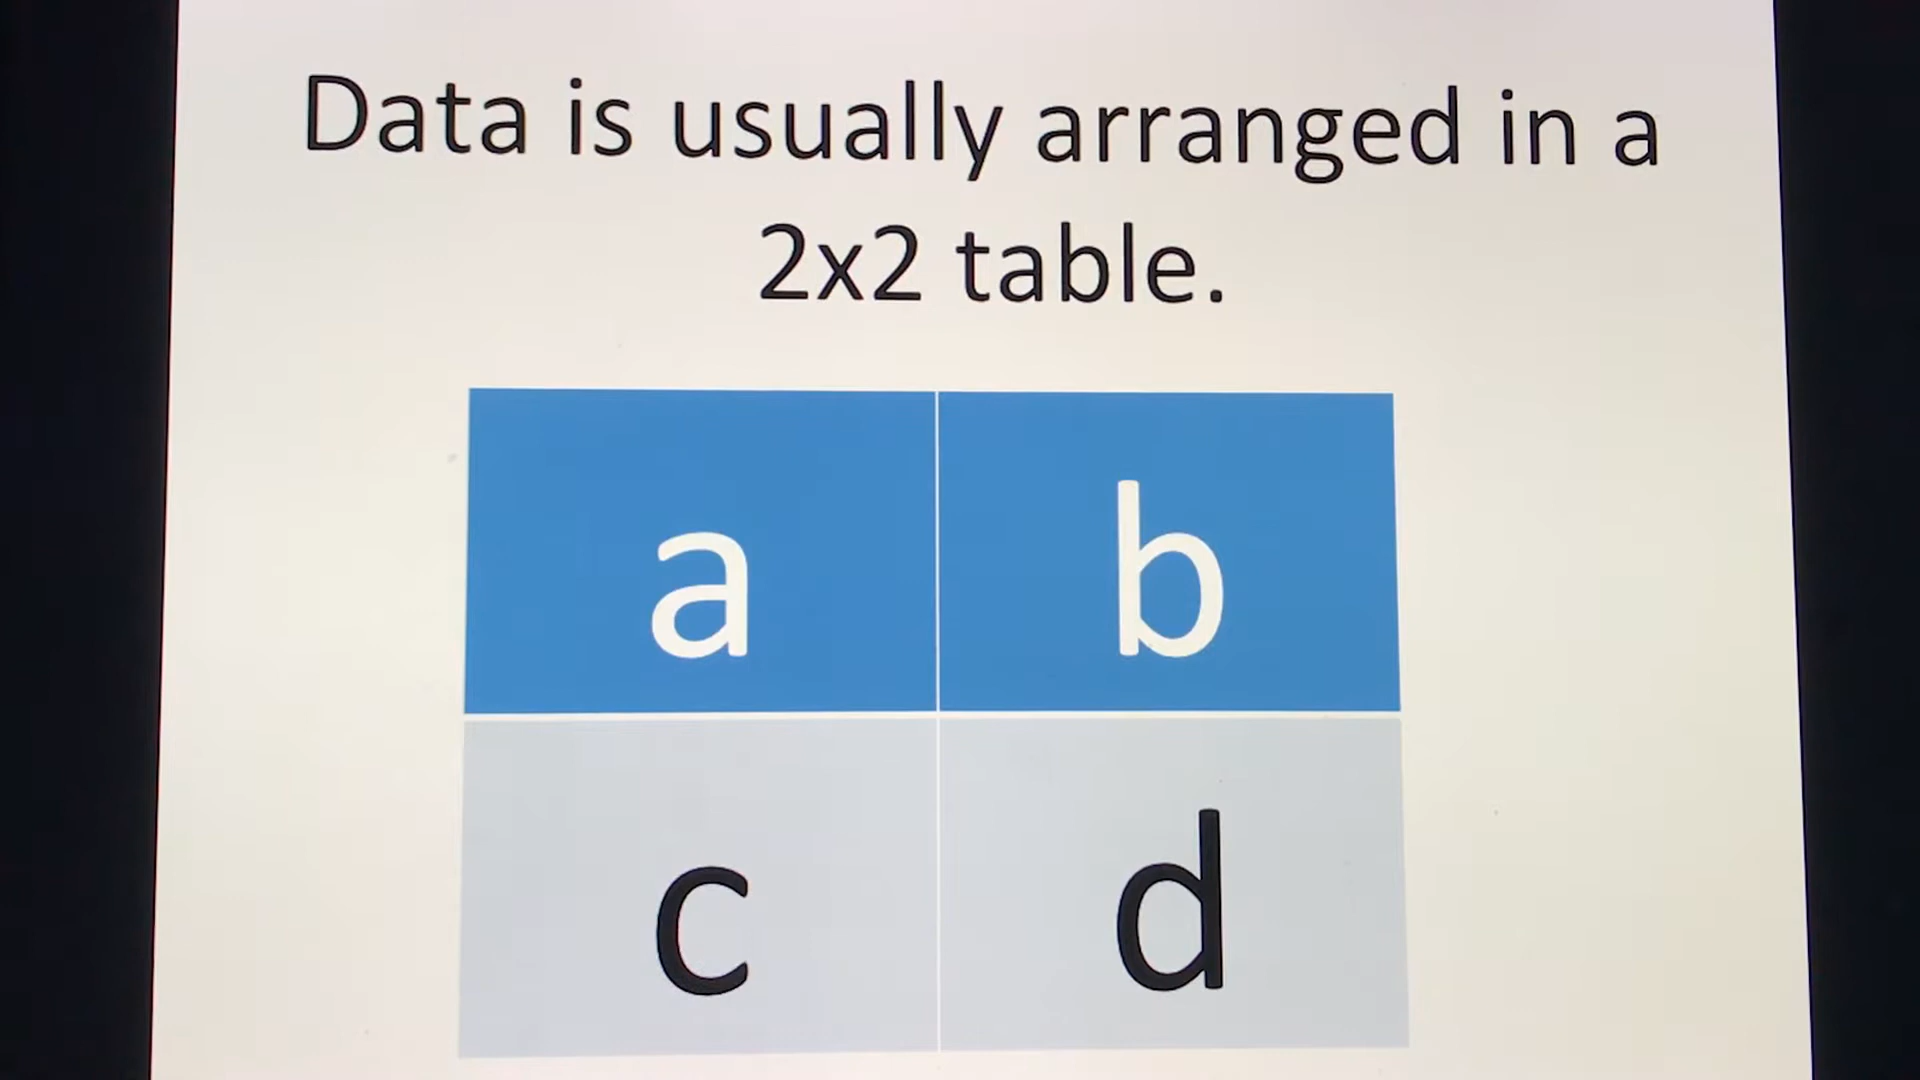 Data is usually arranged in a
2x2 table.
a b
c d